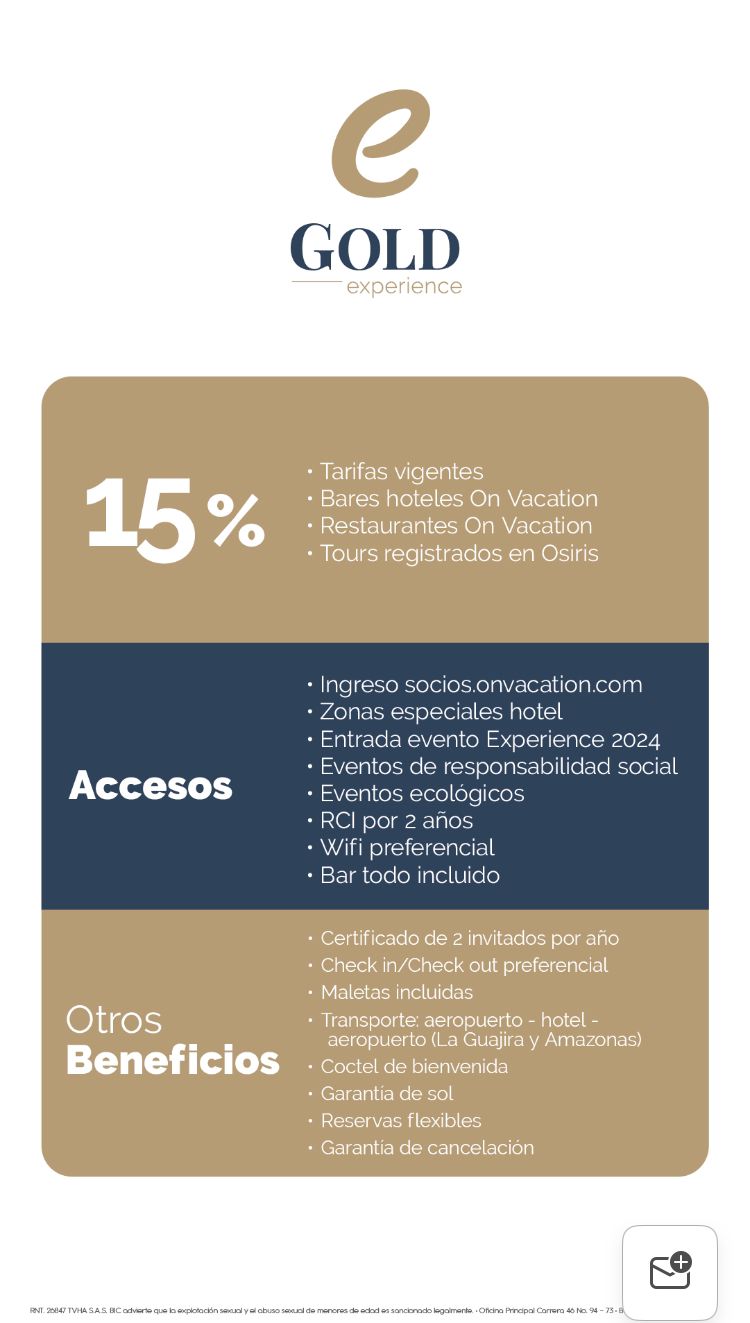 e
GOLD
experience
15%
• Tarifas vigentes
• Bares hoteles On Vacation
• Restaurantes On Vacation
• Tours registrados en Osiris
Accesos
• Ingreso socios.onvacation.com
• Zonas especiales hotel
• Entrada evento Experience 2024
• Eventos de responsabilidad social
• Eventos ecológicos
• RCI por 2 años
• Wifi preferencial
• Bar todo incluido
Otros
Beneficios
• Certificado de 2 invitados por año
• Check in/Check out preferencial
• Maletas incluidas
• Transporte: aeropuerto - hotel -
aeropuerto (La Guajira y Amazonas)
• Coctel de bienvenida
• Garantía de sol
• Reservas flexibles
• Garantía de cancelación
RNT. 26847 TVHA S.A.S. BIC advierte que la explotación sexual y el abuso sexual de menores de edad es sancionado legalmente. • Oficina Principal Carrera 46 No. 94 – 73 •